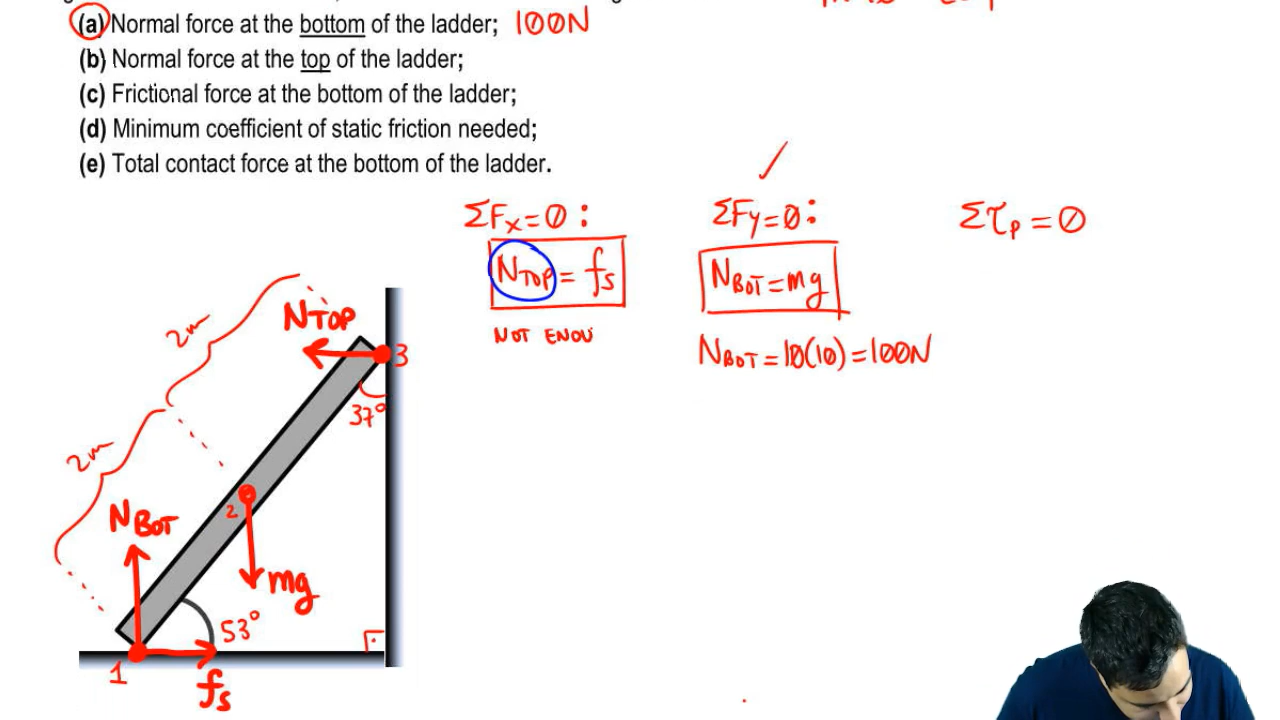 (a) Normal force at the bottom of the ladder; 100N
(b) Normal force at the top of the ladder;
(c) Frictional force at the bottom of the ladder;
(d) Minimum coefficient of static friction needed;
(e) Total contact force at the bottom of the ladder.
ΣFx=0 :
ΣFy=0 :
Στp=0
NTOP = fs
NBOT = mg
NOT ENOU
NBOT = 10(10) = 100N
2m
NTOP
3
37°
2m
2
NBOT
mg
53°
1
fs